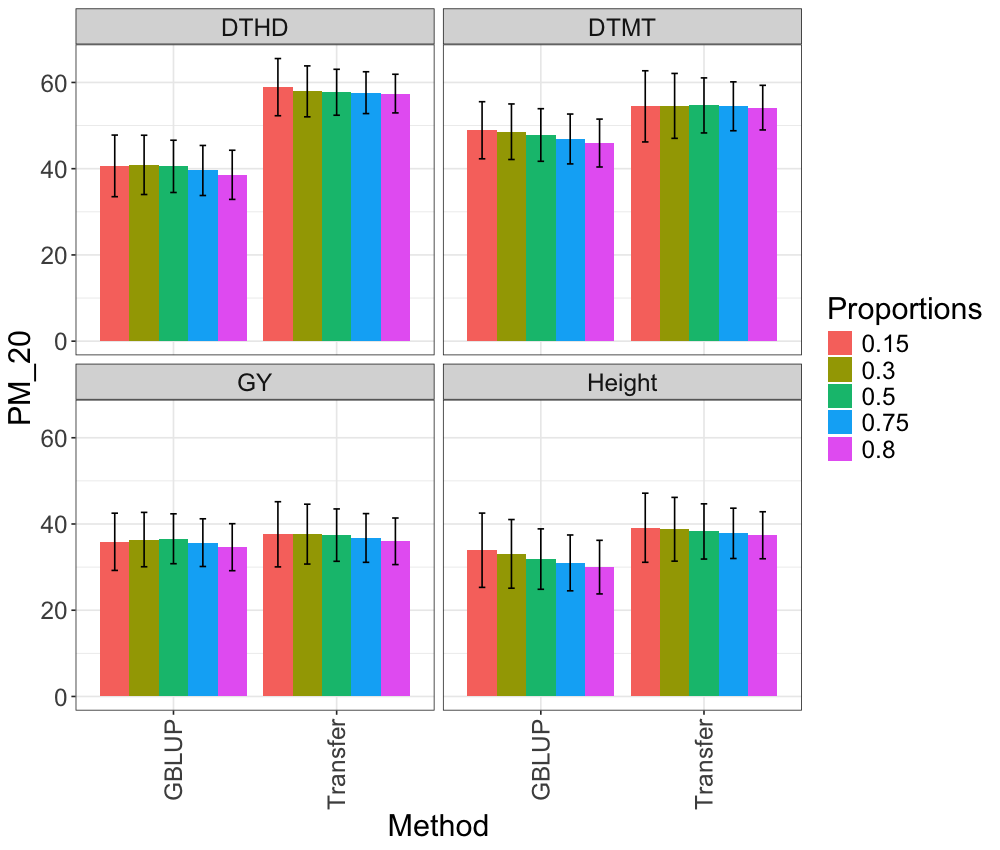 DTHD
DTMT
60
40
20
0
GY
Height
60
40
20
0
PM_20
GBLUP
Transfer
GBLUP
Transfer
Method
Proportions
0.15
0.3
0.5
0.75
0.8